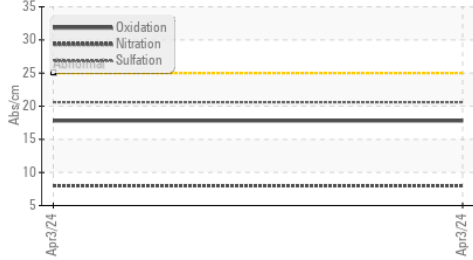 35
30
25
20
15
10
5
Abs/cm
Oxidation
Nitration
Sulfation
Abnormal
Apr3/24
Apr3/24